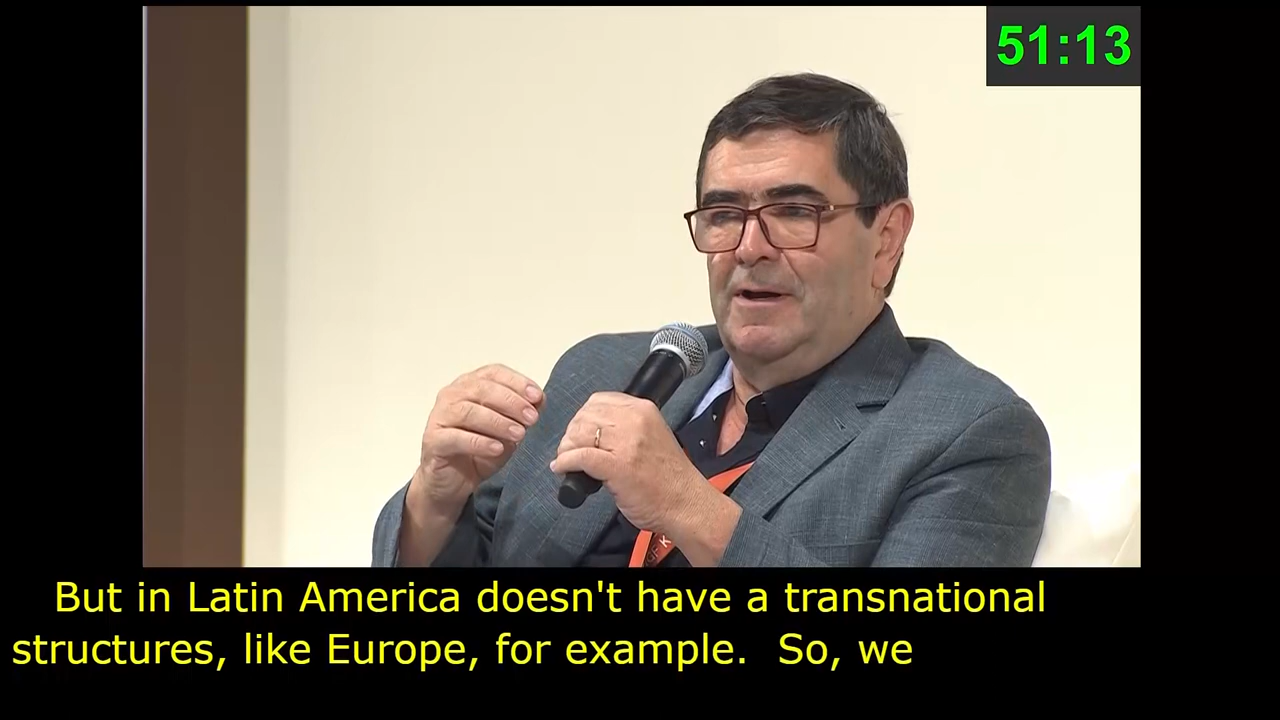 51:13
K
But in Latin America doesn't have a transnational
structures, like Europe, for example.  So, we